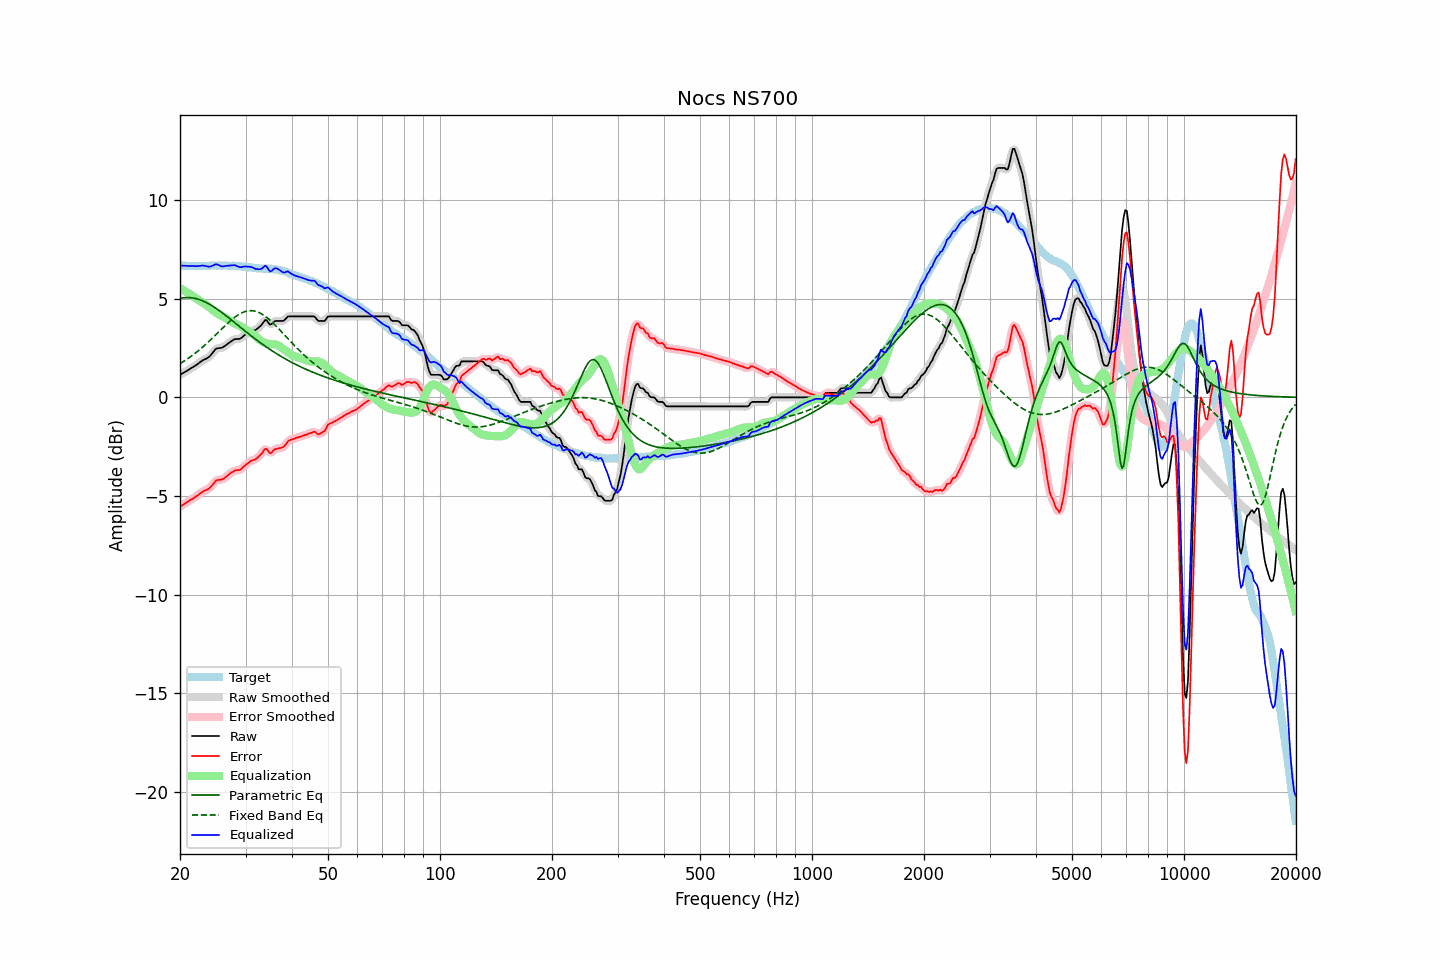 Nocs NS700
Amplitude (dBr)
10
5
0
−5
−10
−15
−20
Target
Raw Smoothed
Error Smoothed
Raw
Error
Equalization
Parametric Eq
Fixed Band Eq
Equalized
20 50 100 200 500 1000 2000 5000 10000 20000
Frequency (Hz)